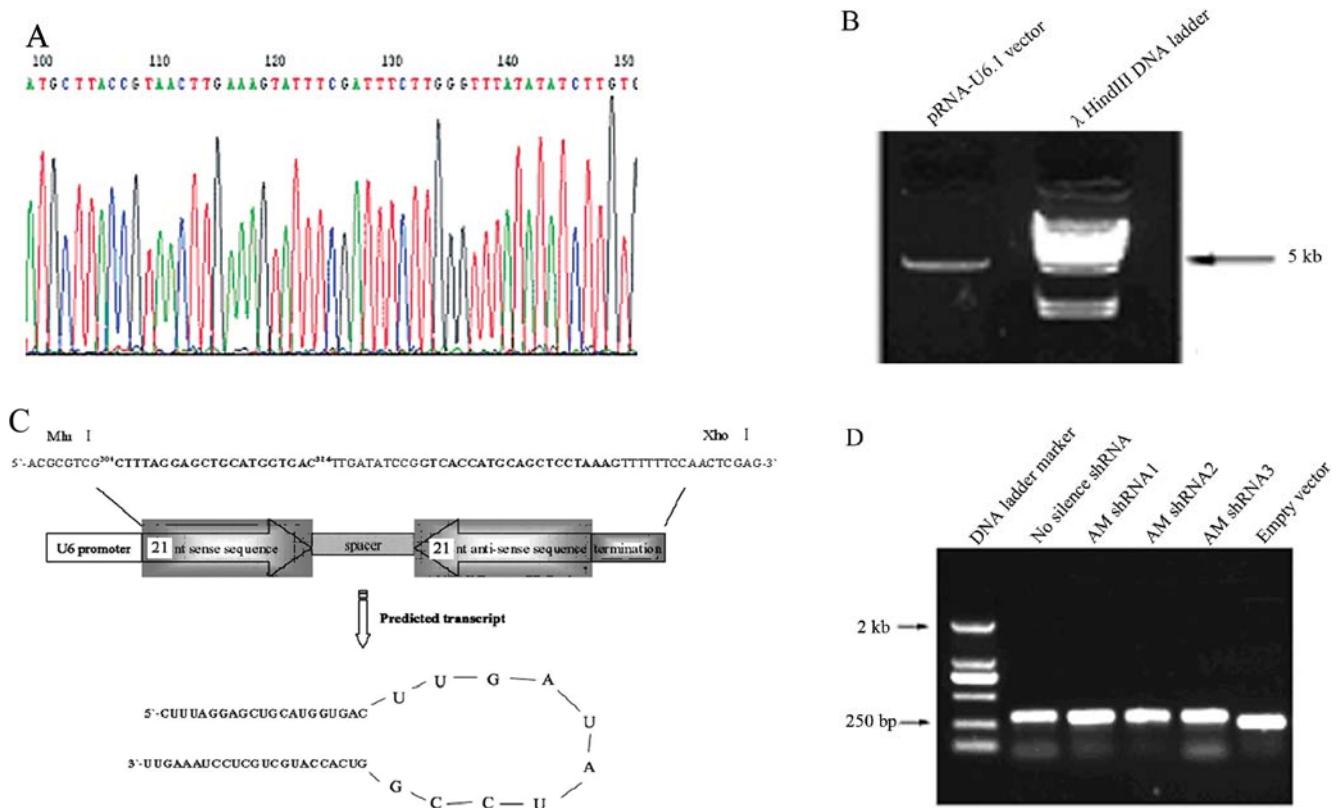 A
100 110 120 130 140 150
ATGCTTACCGTAACTTGAAAGTATTTCGATTTCTTGGGTTTATATATCTTGTG
B
pRNA-U6.1 vector
λ HindIII DNA ladder
5 kb
C
Mlu I
Xho I
5`-ACGCGTCG³⁰⁴CTTTAGGAGCTGCATGGTGAC³²⁴TTGATATCCGGTCACCATGCAGCTCCTAAAGTTTTTTCCAACTCGAG-3`
U6 promoter
21 nt sense sequence
spacer
21 nt anti-sense sequence
termination
Predicted transcript
5`-CUUUAGGAGCUGCAUGGUGAC
U U G A U A U C C G
3`-UUGAAAUCCUCGUCGUACCACUG
D
DNA ladder marker
No silence shRNA
AM shRNA1
AM shRNA2
AM shRNA3
Empty vector
2 kb
250 bp